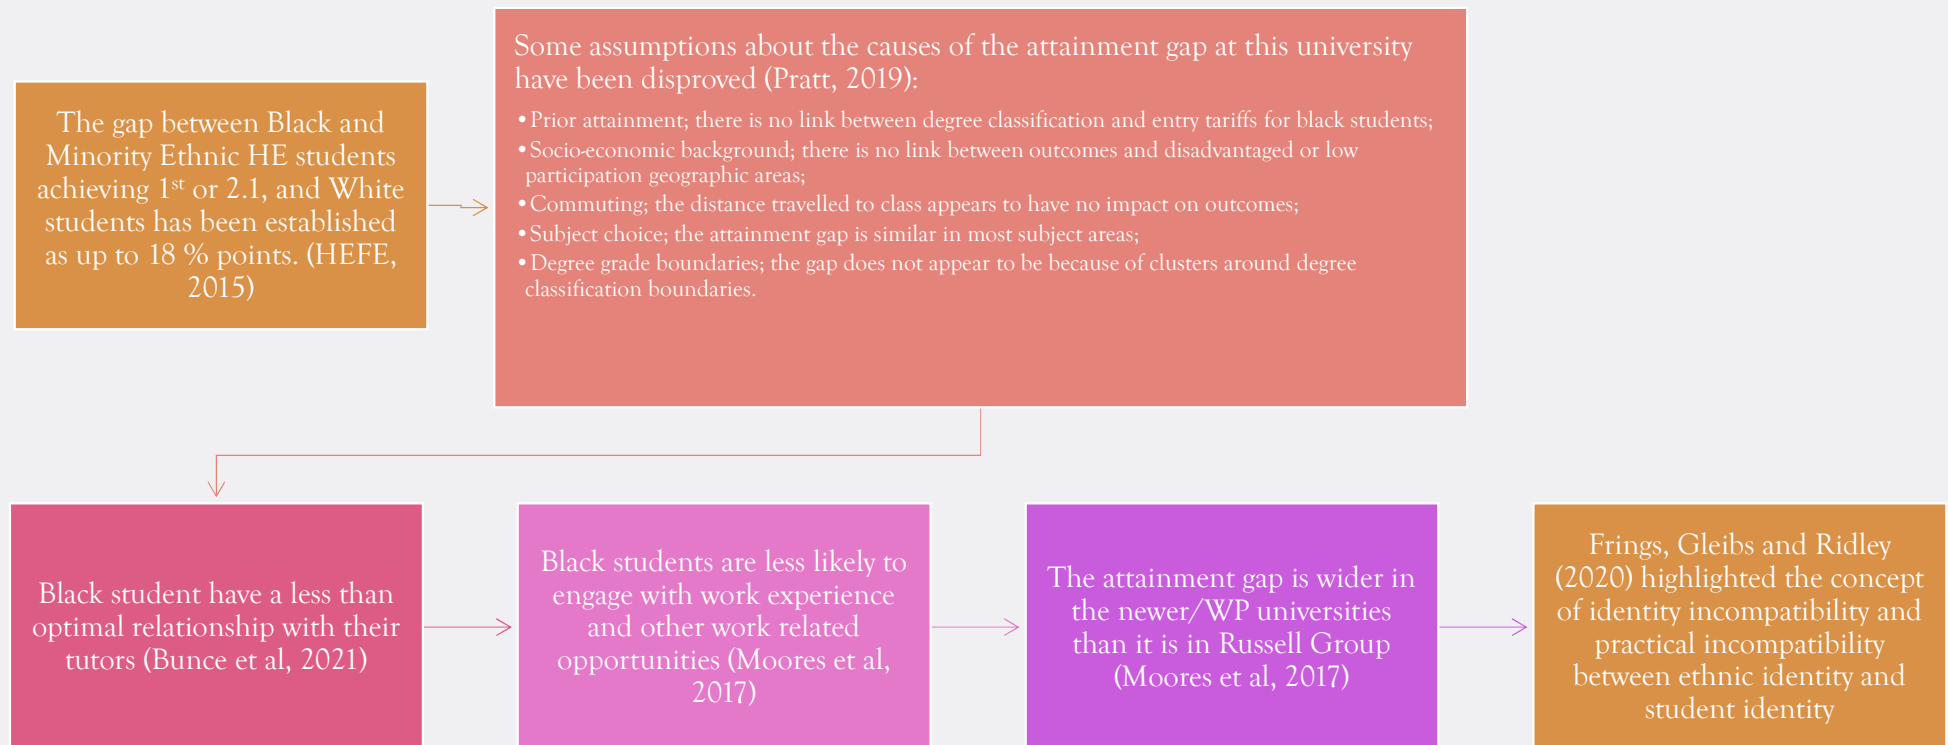 The gap between Black and
Minority Ethnic HE students
achieving 1st or 2.1, and White
students has been established
as up to 18 % points. (HEFE,
2015)
Some assumptions about the causes of the attainment gap at this university
have been disproved (Pratt, 2019):
• Prior attainment; there is no link between degree classification and entry tariffs for black students;
• Socio-economic background; there is no link between outcomes and disadvantaged or low
participation geographic areas;
• Commuting; the distance travelled to class appears to have no impact on outcomes;
• Subject choice; the attainment gap is similar in most subject areas;
• Degree grade boundaries; the gap does not appear to be because of clusters around degree
classification boundaries.
Black student have a less than
optimal relationship with their
tutors (Bunce et al, 2021)
Black students are less likely to
engage with work experience
and other work related
opportunities (Moores et al,
2017)
The attainment gap is wider in
the newer/WP universities
than it is in Russell Group
(Moores et al, 2017)
Frings, Gleibs and Ridley
(2020) highlighted the concept
of identity incompatibility and
practical incompatibility
between ethnic identity and
student identity